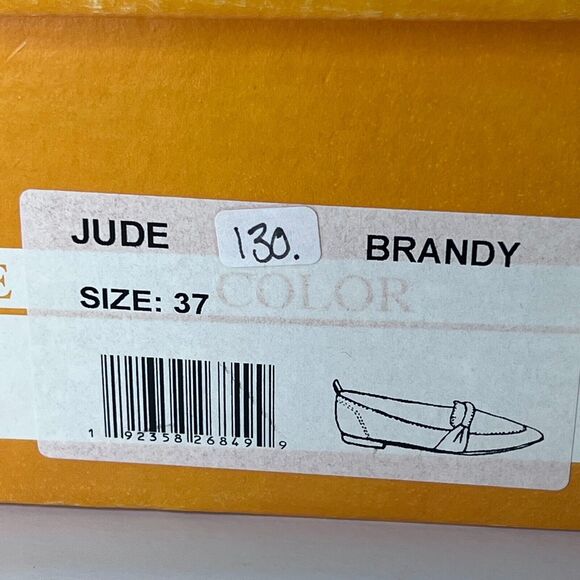 JUDE 130. BRANDY
E
SIZE: 37 COLOR
1 92358 26849 9